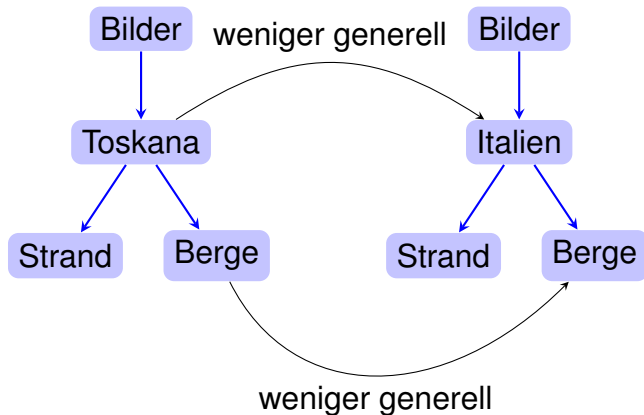 Bilder
weniger generell
Bilder
Toskana
Italien
Strand
Berge
Strand
Berge
weniger generell